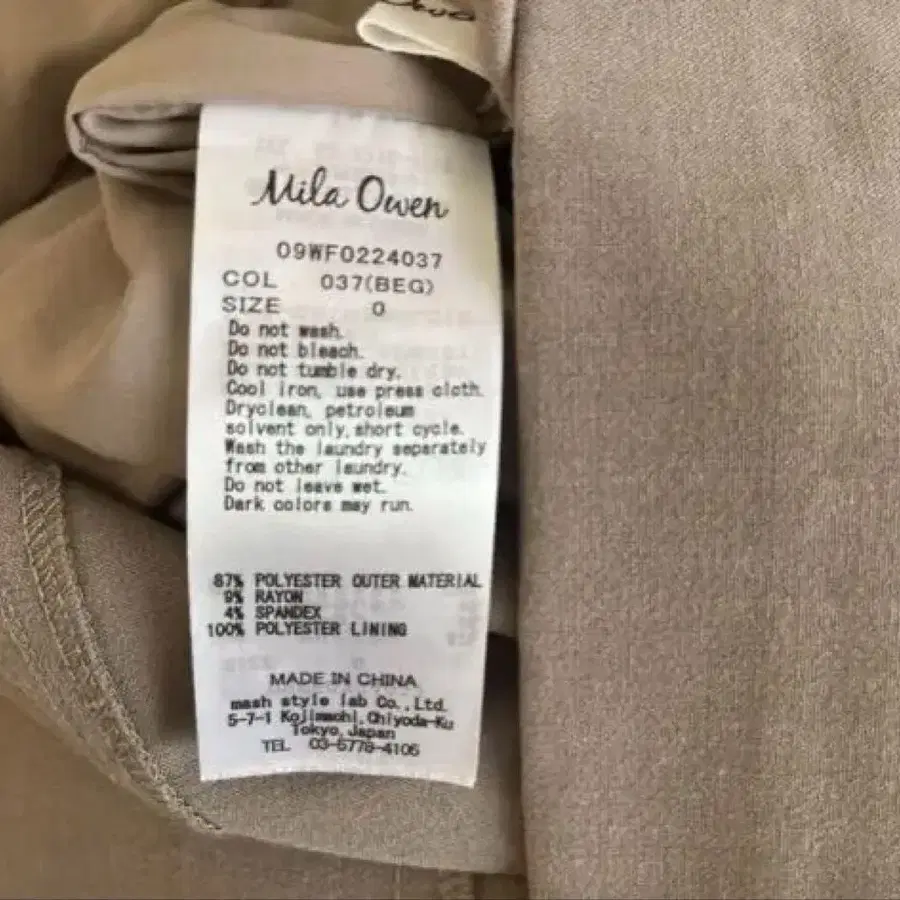 Mila Owen
09WF0224037
COL 037(BEG)
SIZE 0
Do not wash.
Do not bleach.
Do not tumble dry.
Cool iron, use press cloth.
Dryclean, petroleum
solvent only, short cycle.
Wash the laundry separately
from other laundry.
Do not leave wet.
Dark colors may run.
87% POLYESTER OUTER MATERIAL
9% RAYON
4% SPANDEX
100% POLYESTER LINING
MADE IN CHINA
mash style lab Co.,Ltd.
5-7-1 Kojimachi, Chiyoda-Ku
Tokyo, Japan
TEL 03-5778-4106